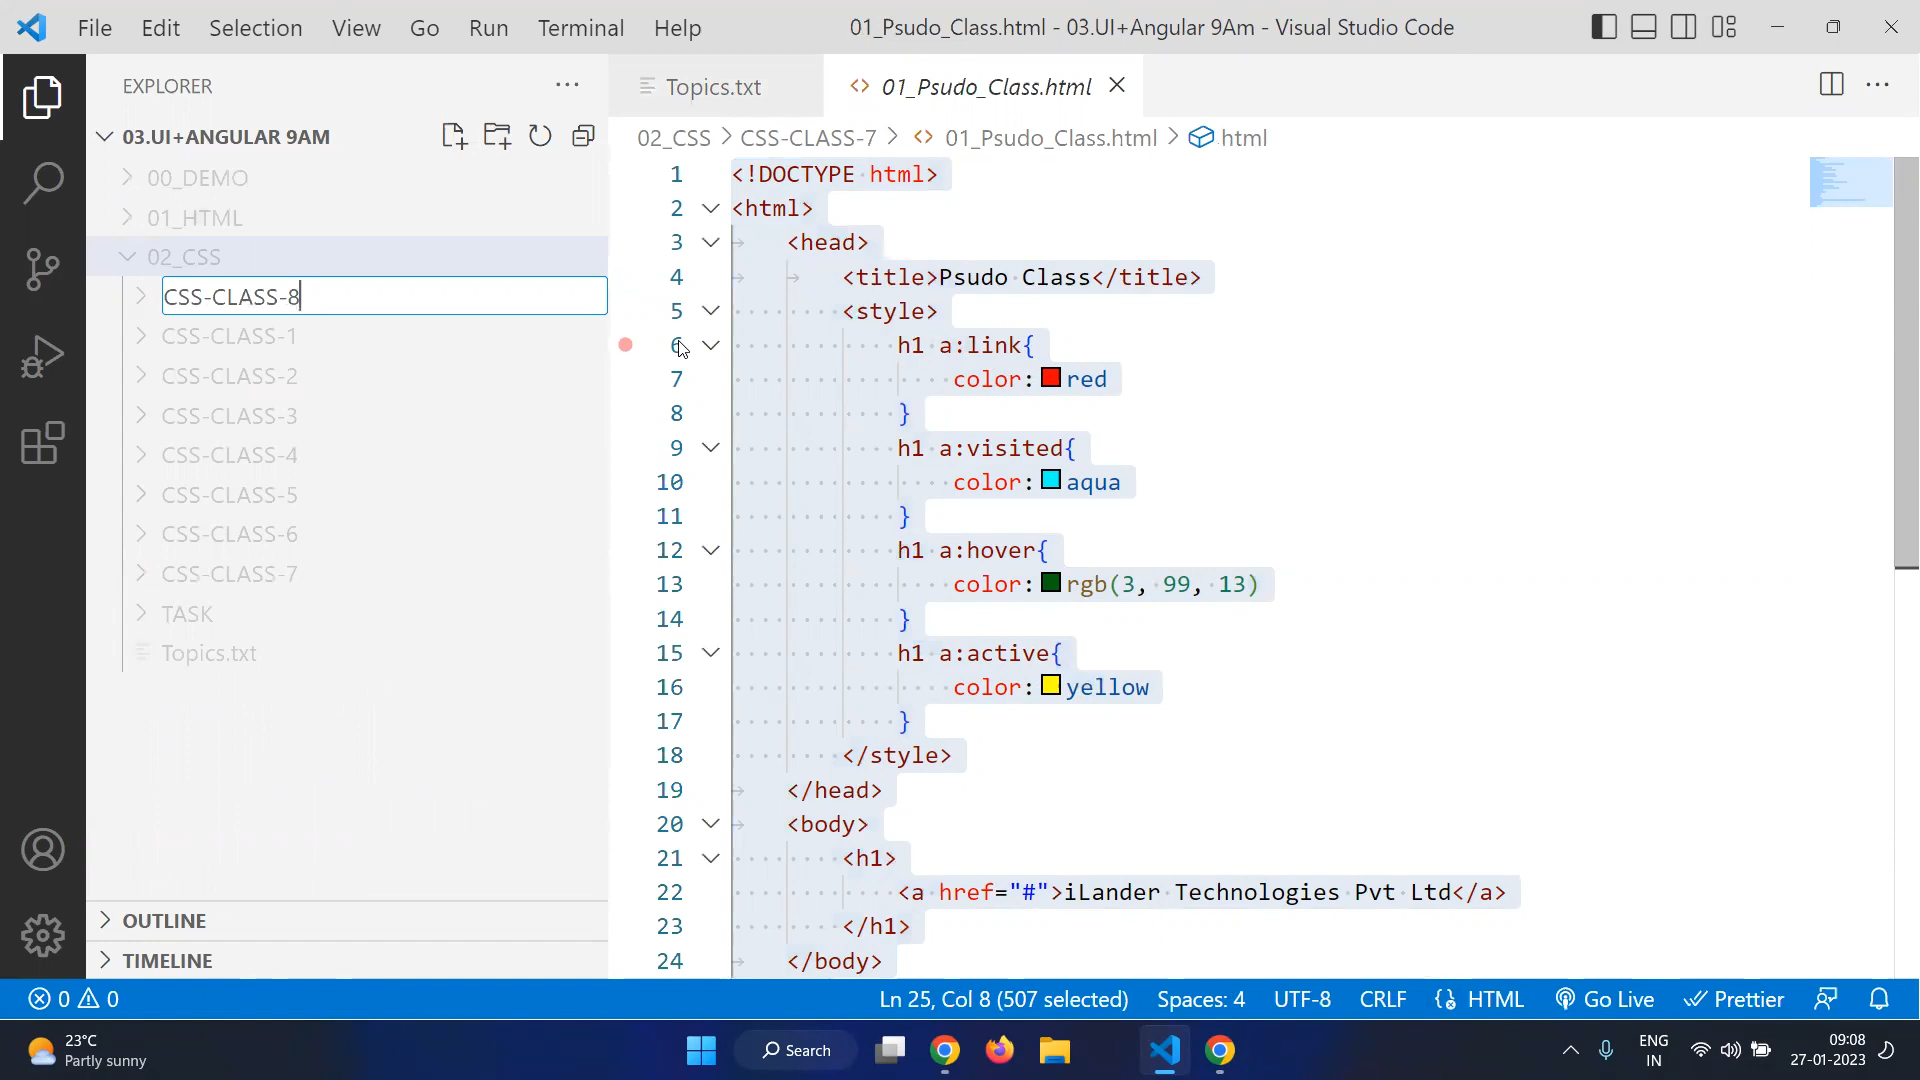 File Edit Selection View Go Run Terminal Help
01_Psudo_Class.html - 03.UI+Angular 9Am - Visual Studio Code
EXPLORER
Topics.txt
01_Psudo_Class.html
03.UI+ANGULAR 9AM
02_CSS > CSS-CLASS-7 > 01_Psudo_Class.html > html
00_DEMO
01_HTML
02_CSS
CSS-CLASS-8
CSS-CLASS-1
CSS-CLASS-2
CSS-CLASS-3
CSS-CLASS-4
CSS-CLASS-5
CSS-CLASS-6
CSS-CLASS-7
TASK
Topics.txt
OUTLINE
TIMELINE
1 <!DOCTYPE html>
2 <html>
3 <head>
4 <title>Psudo Class</title>
5 <style>
6 h1 a:link{
7 color: red
8 }
9 h1 a:visited{
10 color: aqua
11 }
12 h1 a:hover{
13 color: rgb(3, 99, 13)
14 }
15 h1 a:active{
16 color: yellow
17 }
18 </style>
19 </head>
20 <body>
21 <h1>
22 <a href="#">iLander Technologies Pvt Ltd</a>
23 </h1>
24 </body>
0 0
Ln 25, Col 8 (507 selected) Spaces: 4 UTF-8 CRLF HTML Go Live Prettier
23°C
Partly sunny
Search
ENG
IN
09:08
27-01-2023